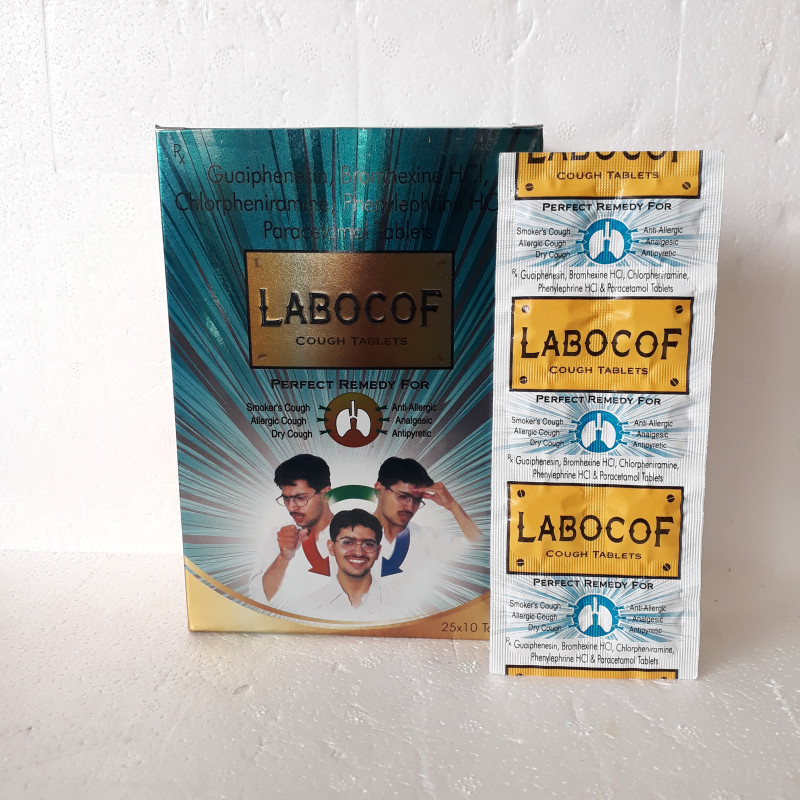 Rx
Guaiphenesin, Bromhexine HCl,
Chlorpheniramine, Phenylephrine HC
Paracetamol Tablets
LABOCOF
COUGH TABLETS
PERFECT REMEDY FOR
Smoker's Cough
Allergic Cough
Dry Cough
Anti-Allergic
Analgesic
Antipyretic
25x10 T
LABOCOF
COUGH TABLETS
PERFECT REMEDY FOR
Smoker's Cough
Allergic Cough
Dry Cough
Anti-Allergic
Analgesic
Antipyretic
Rx Guaiphenesin, Bromhexine HCl, Chlorpheniramine,
Phenylephrine HCl & Paracetamol Tablets
LABOCOF
COUGH TABLETS
PERFECT REMEDY FOR
Smoker's Cough
Allergic Cough
Dry Cough
Anti-Allergic
Analgesic
Antipyretic
Rx Guaiphenesin, Bromhexine HCl, Chlorpheniramine,
Phenylephrine HCl & Paracetamol Tablets
LABOCOF
COUGH TABLETS
PERFECT REMEDY FOR
Smoker's Cough
Allergic Cough
Dry Cough
Anti-Allergic
Analgesic
Antipyretic
Rx Guaiphenesin, Bromhexine HCl, Chlorpheniramine,
Phenylephrine HCl & Paracetamol Tablets